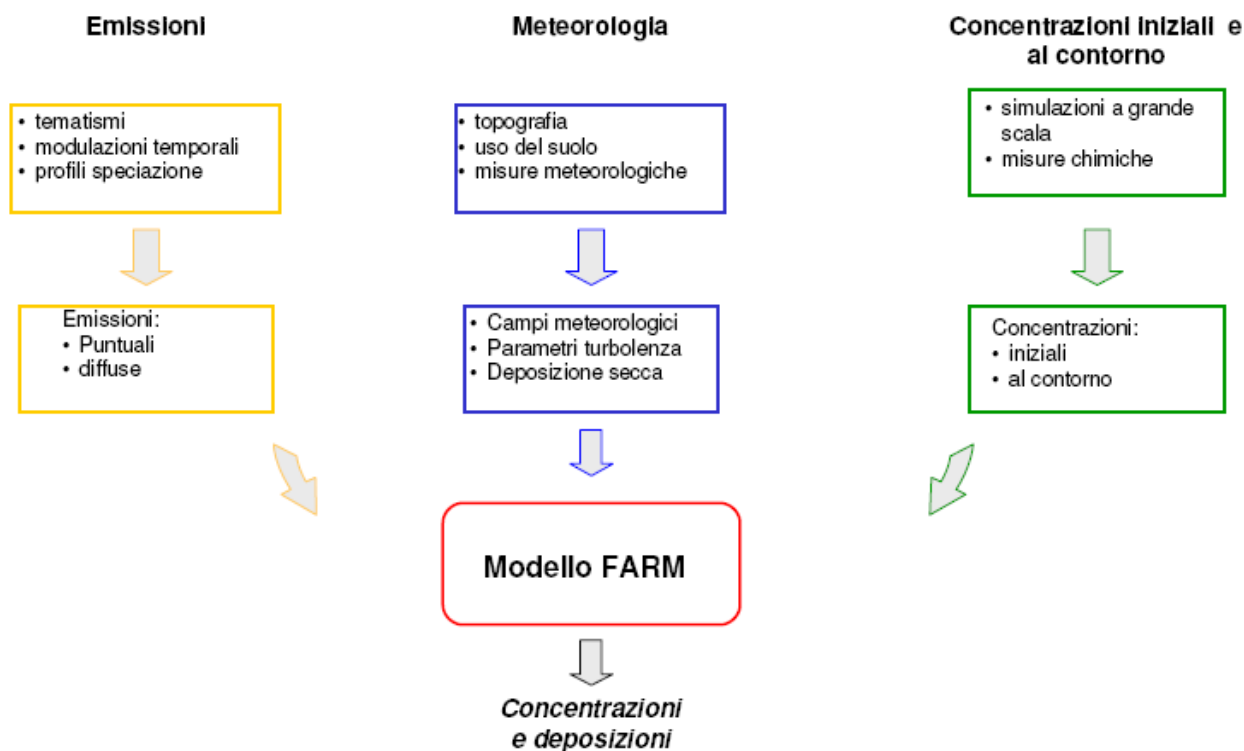 Emissioni
Meteorologia
Concentrazioni iniziali e
al contorno
• tematismi
• modulazioni temporali
• profili speciazione
• topografia
• uso del suolo
• misure meteorologiche
• simulazioni a grande
scala
• misure chimiche
Emissioni:
• Puntuali
• diffuse
• Campi meteorologici
• Parametri turbolenza
• Deposizione secca
Concentrazioni:
• iniziali
• al contorno
Modello FARM
Concentrazioni
e deposizioni